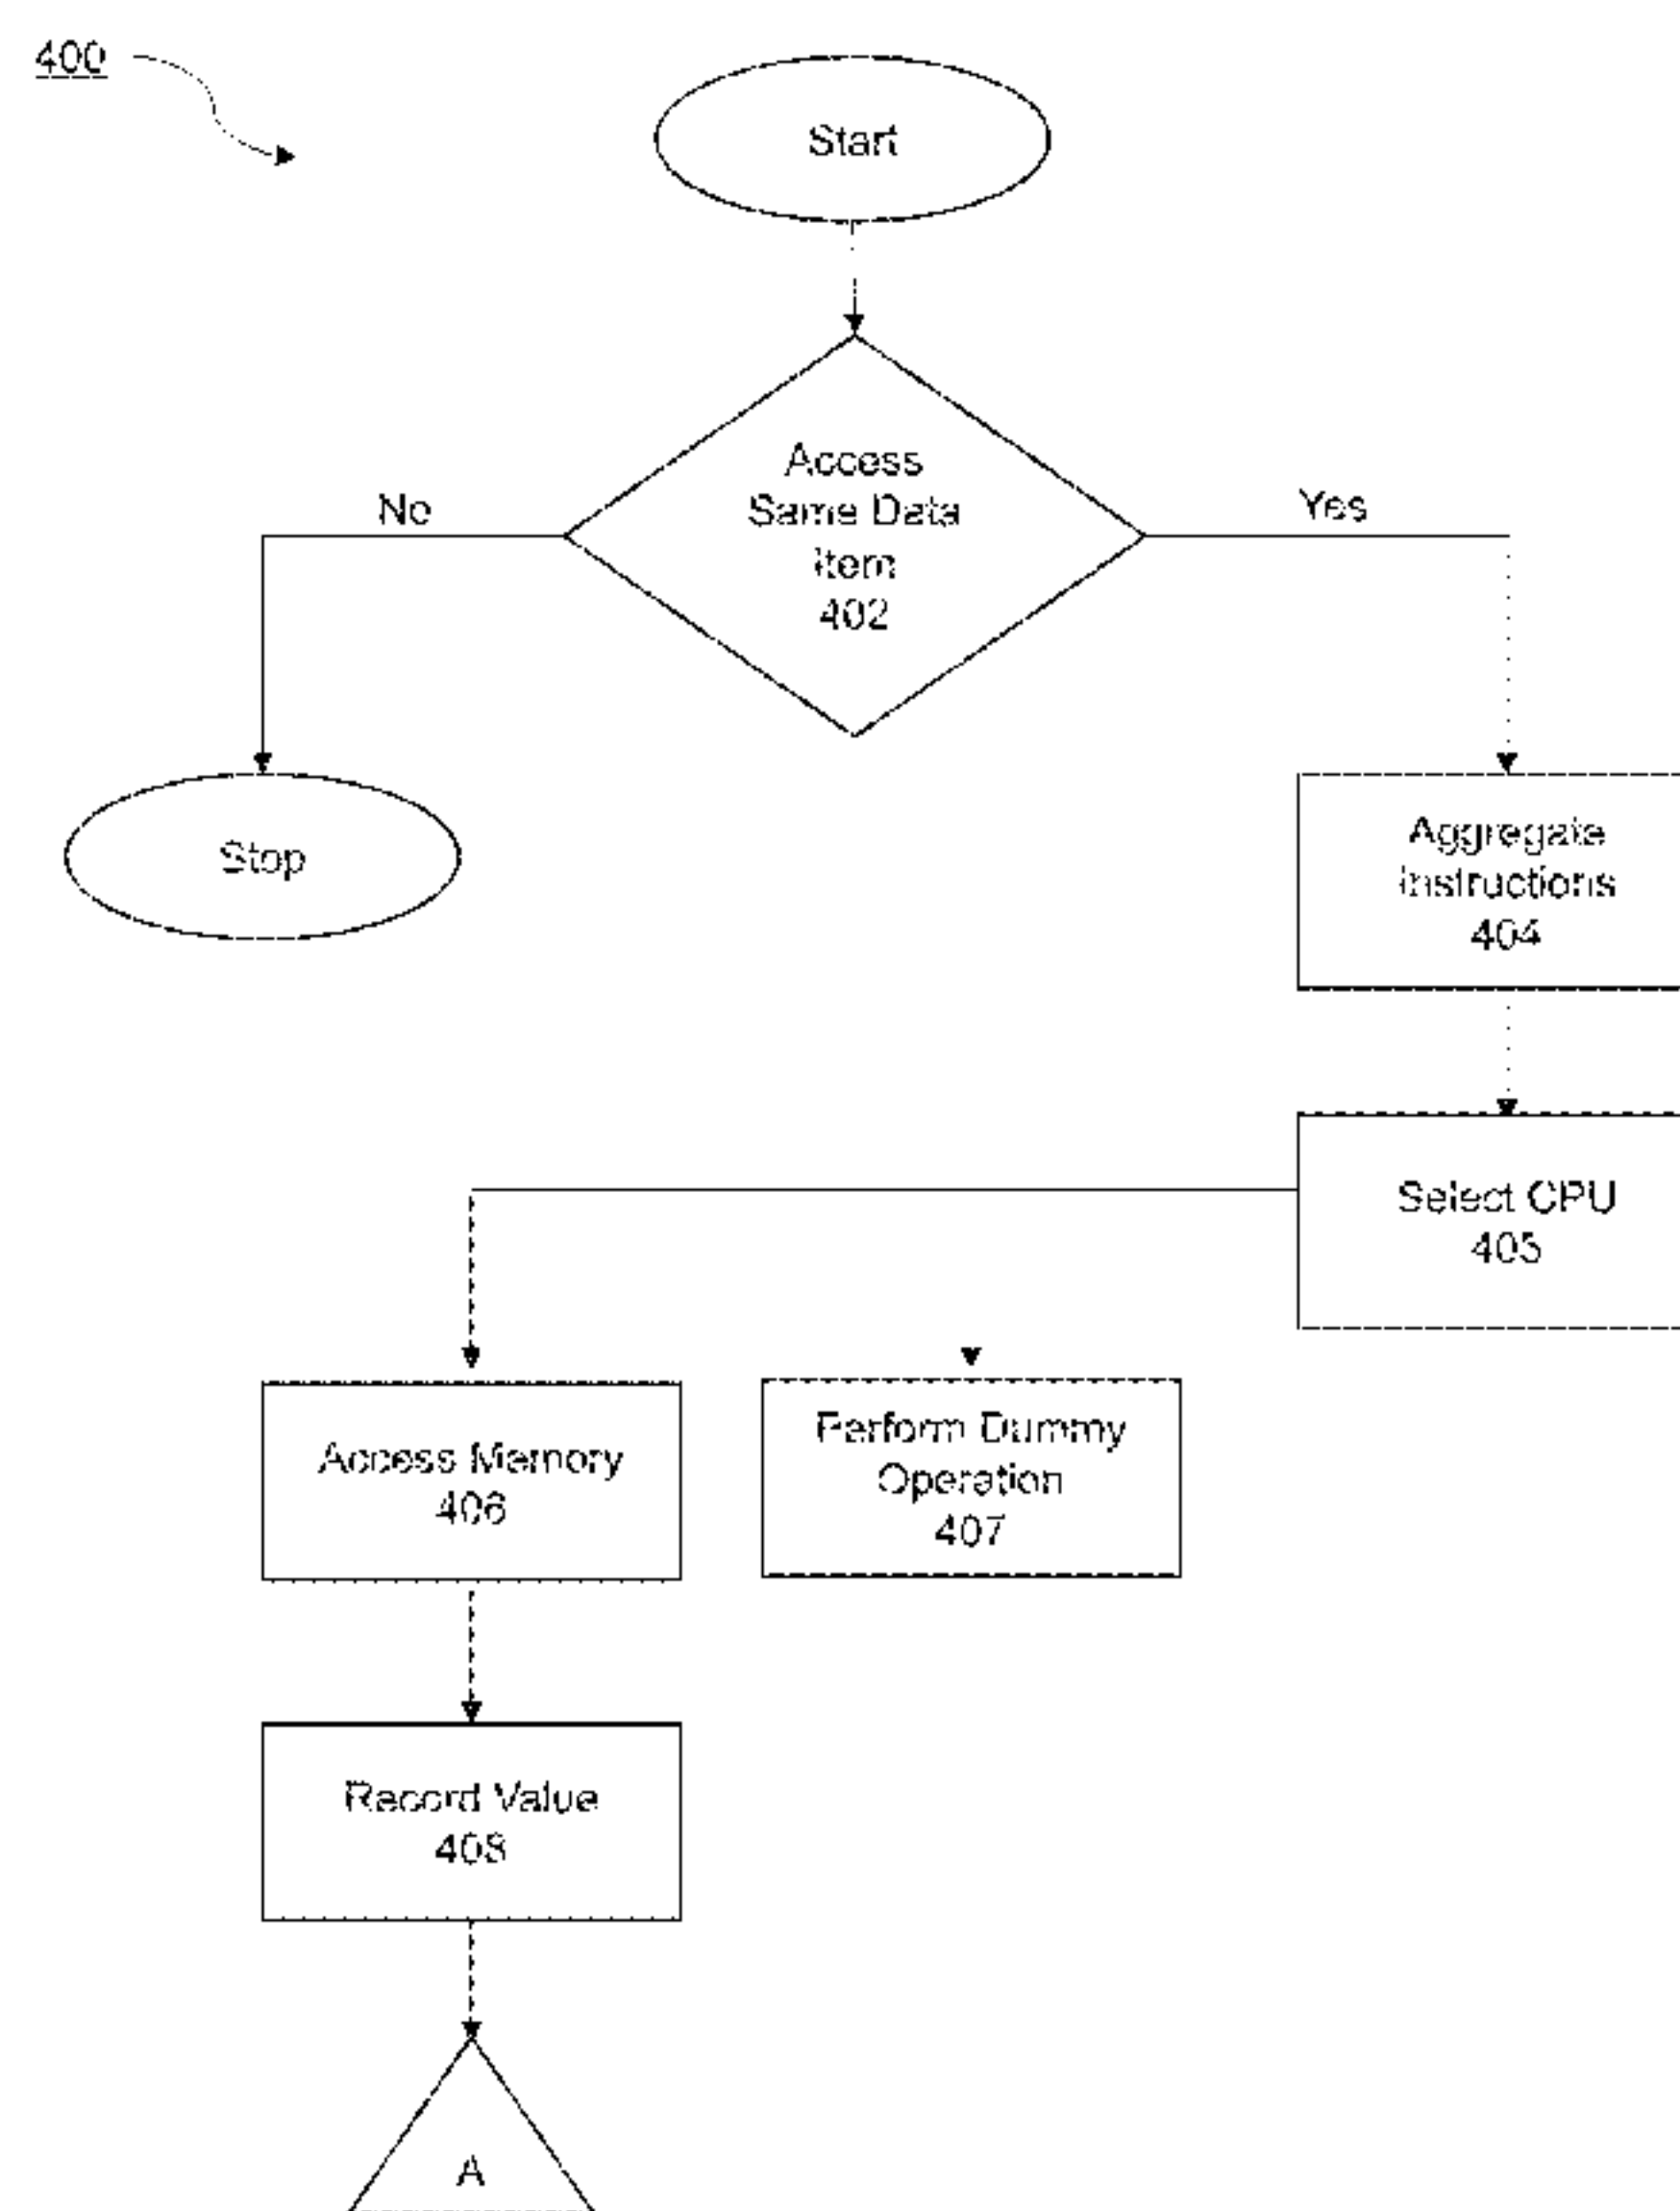 400
Start
Access
Same Data
Item
402
No
Yes
Stop
Aggregate
Instructions
404
Select CPU
405
Access Memory
406
Perform Dummy
Operation
407
Record Value
408
A